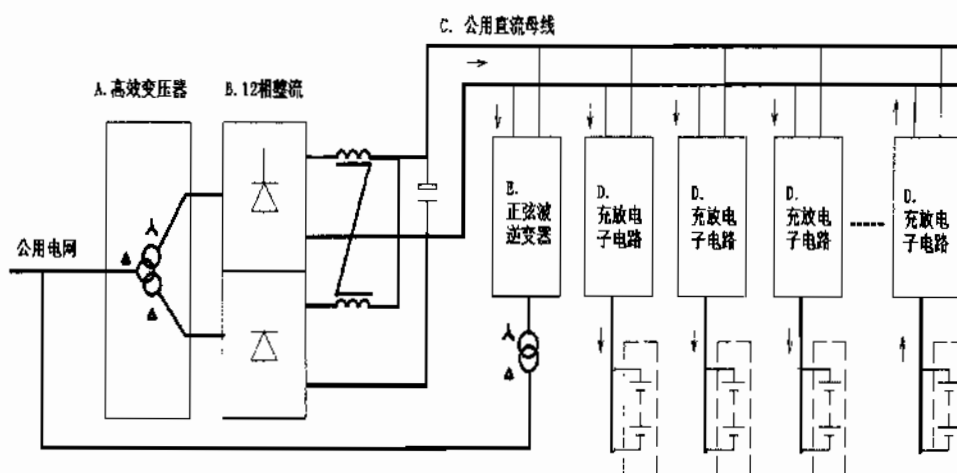 C. 公用直流母线
A.高效变压器
B.12相整流
公用电网
E.
正弦波
逆变器
D.
充放电
子电路
D.
充放电
子电路
D.
充放电
子电路
D.
充放电
子电路